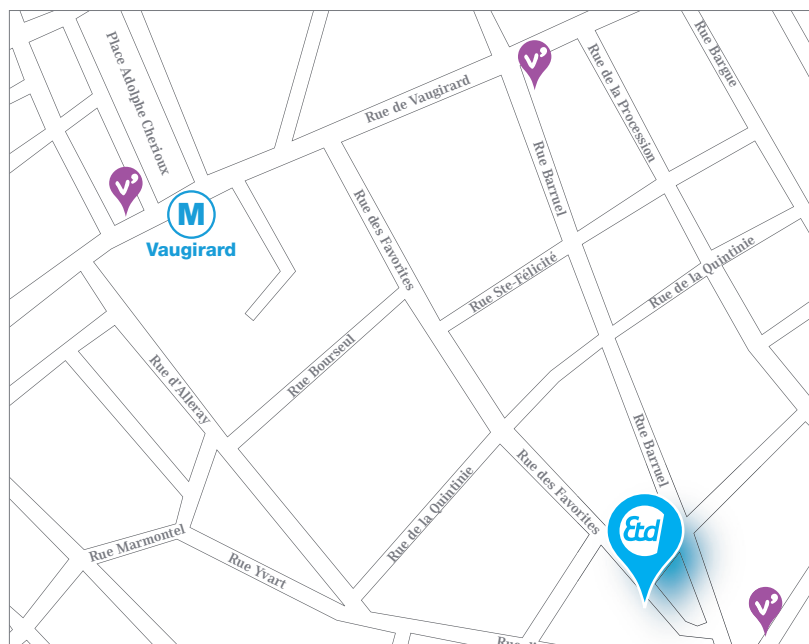 Place Adolphe Cherioux
Rue de Vaugirard
v'
Rue de la Procession
Rue Bargue
v'
M
Vaugirard
Rue des Favorites
Rue Barruel
Rue Ste-Félicité
Rue de la Quintinie
Rue d'Alleray
Rue Bourseul
Rue Barruel
Rue de la Quintinie
Rue des Favorites
Etd
Rue Marmontel
Rue Yvart
v'